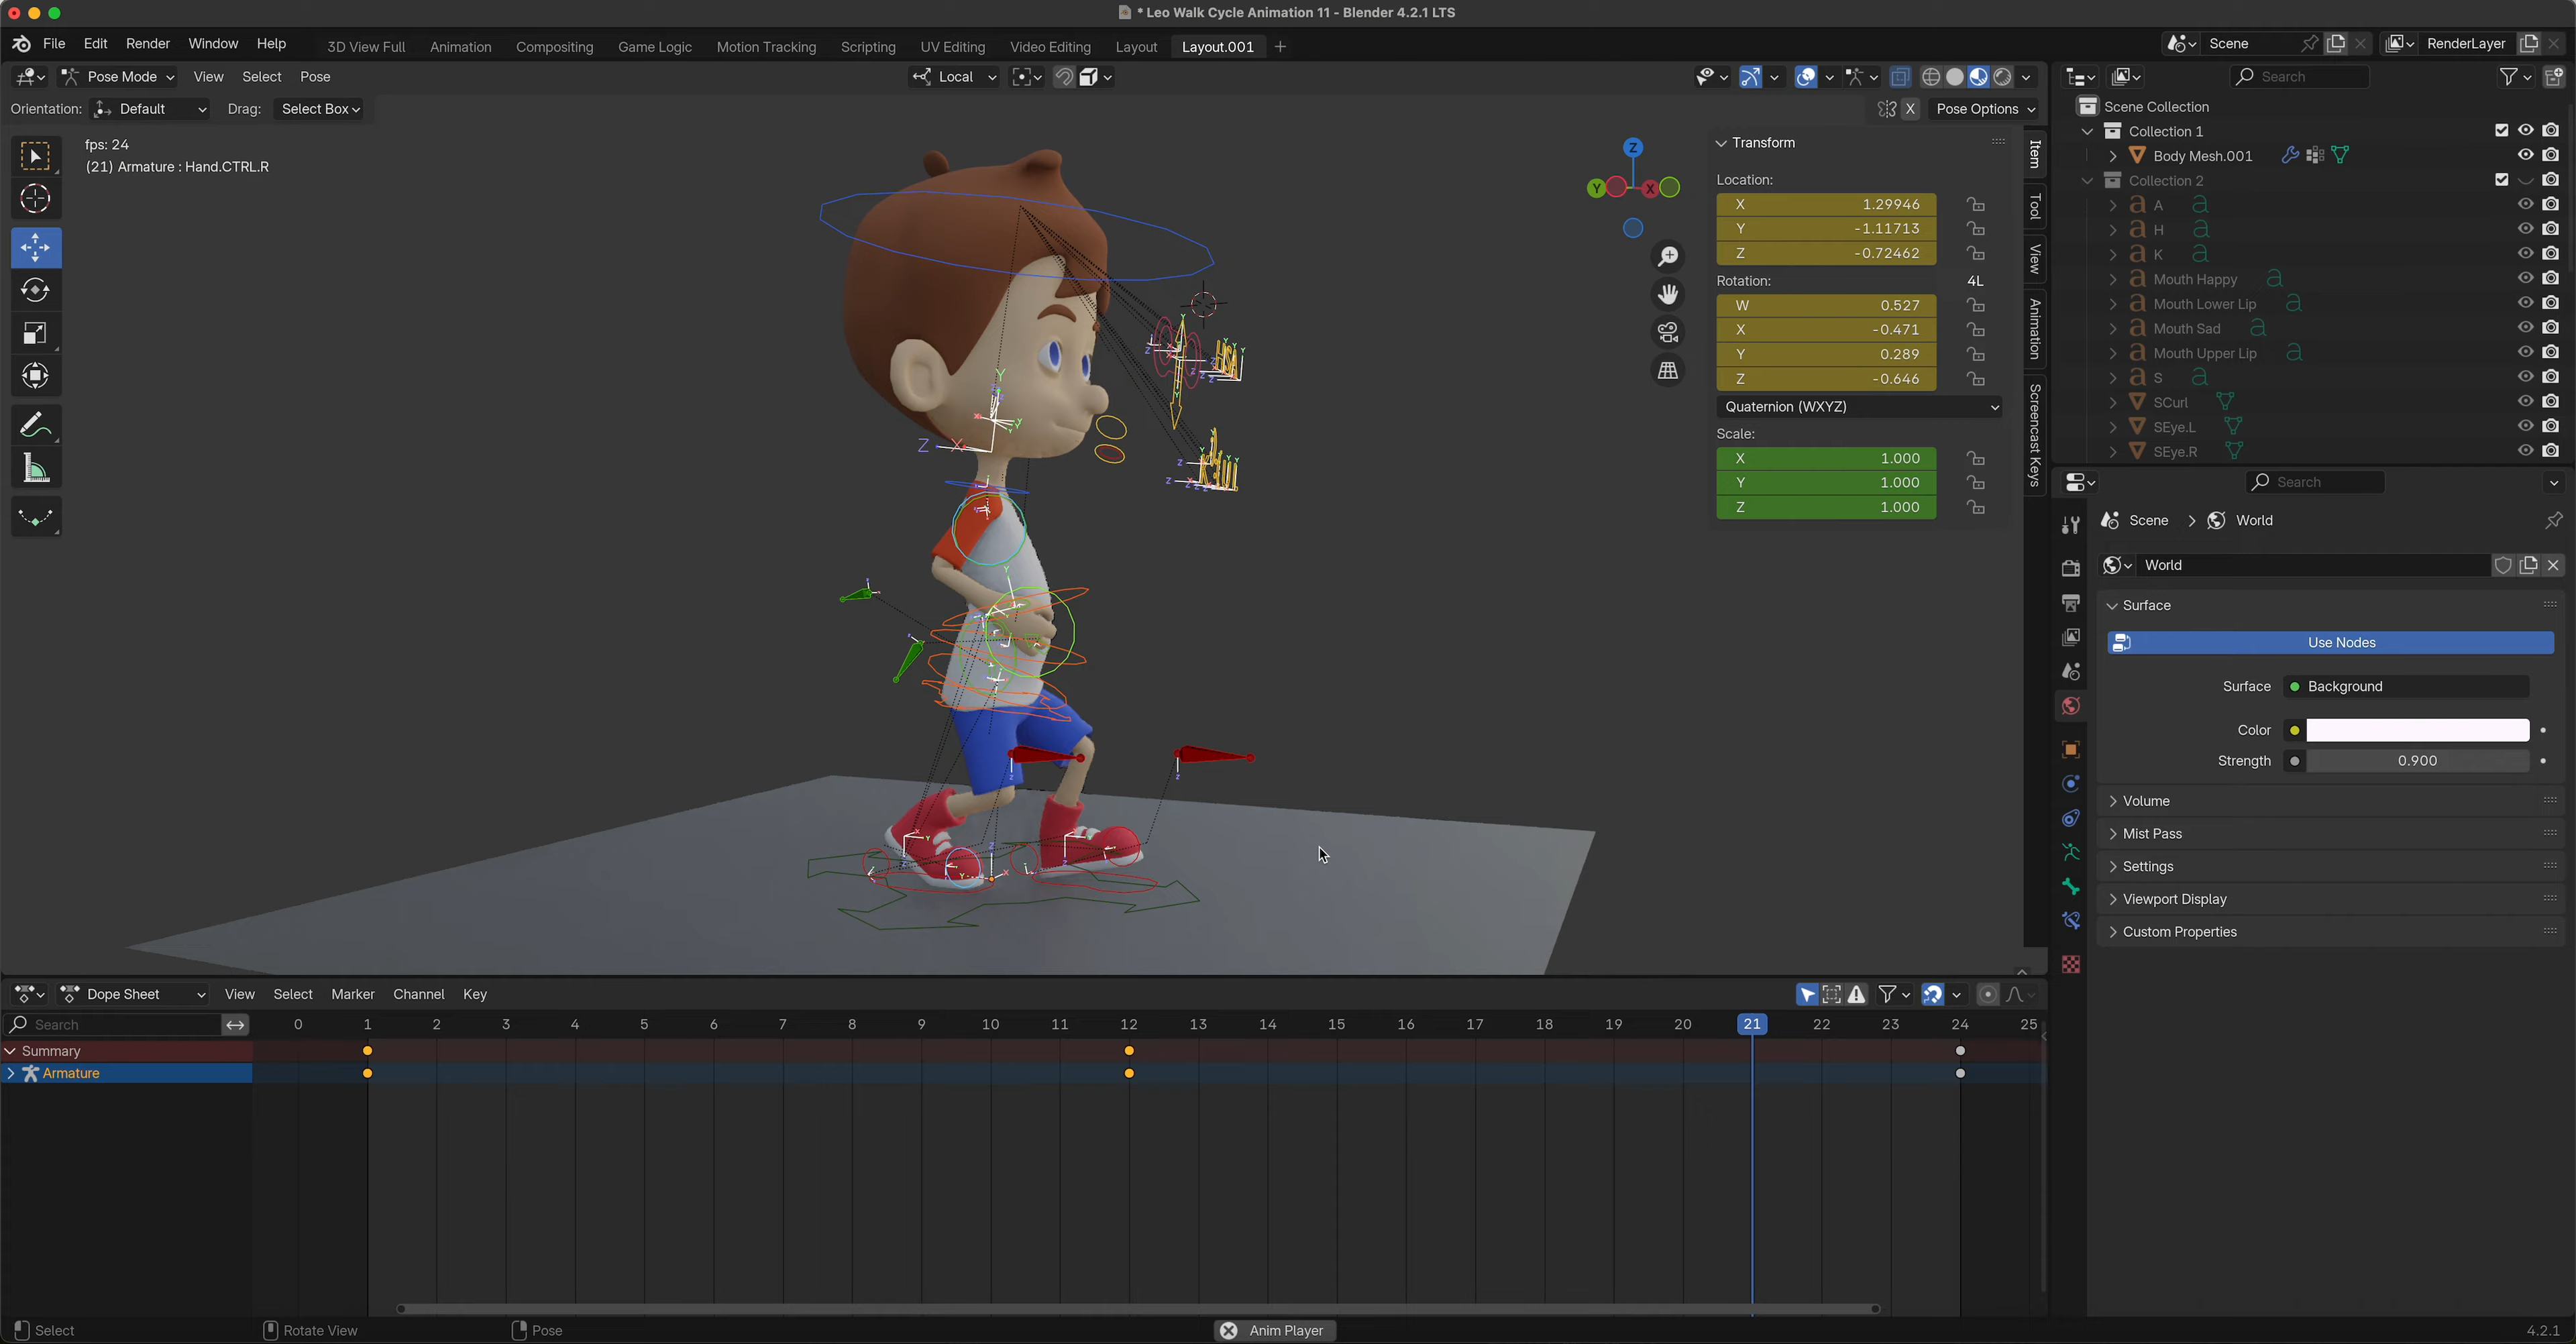 * Leo Walk Cycle Animation 11 - Blender 4.2.1 LTS
File Edit Render Window Help 3D View Full Animation Compositing Game Logic Motion Tracking Scripting UV Editing Video Editing Layout Layout.001 + Scene RenderLayer
Pose Mode View Select Pose Local Search
Orientation: Default Drag: Select Box X Pose Options
fps: 24
(21) Armature : Hand.CTRL.R
Z
Y
X
Transform
Location:
X 1.29946
Y -1.11713
Z -0.72462
Rotation: 4L
W 0.527
X -0.471
Y 0.289
Z -0.646
Quaternion (WXYZ)
Scale:
X 1.000
Y 1.000
Z 1.000
Item
Tool
View
Animation
Screencast Keys
Scene Collection
Collection 1
Body Mesh.001
Collection 2
A
H
K
Mouth Happy
Mouth Lower Lip
Mouth Sad
Mouth Upper Lip
S
SCurl
SEye.L
SEye.R
Search
Scene > World
World
Surface
Use Nodes
Surface Background
Color
Strength 0.900
Volume
Mist Pass
Settings
Viewport Display
Custom Properties
Dope Sheet View Select Marker Channel Key
Search 0 1 2 3 4 5 6 7 8 9 10 11 12 13 14 15 16 17 18 19 20 21 22 23 24 25
Summary
Armature
Select Rotate View Pose Anim Player 4.2.1